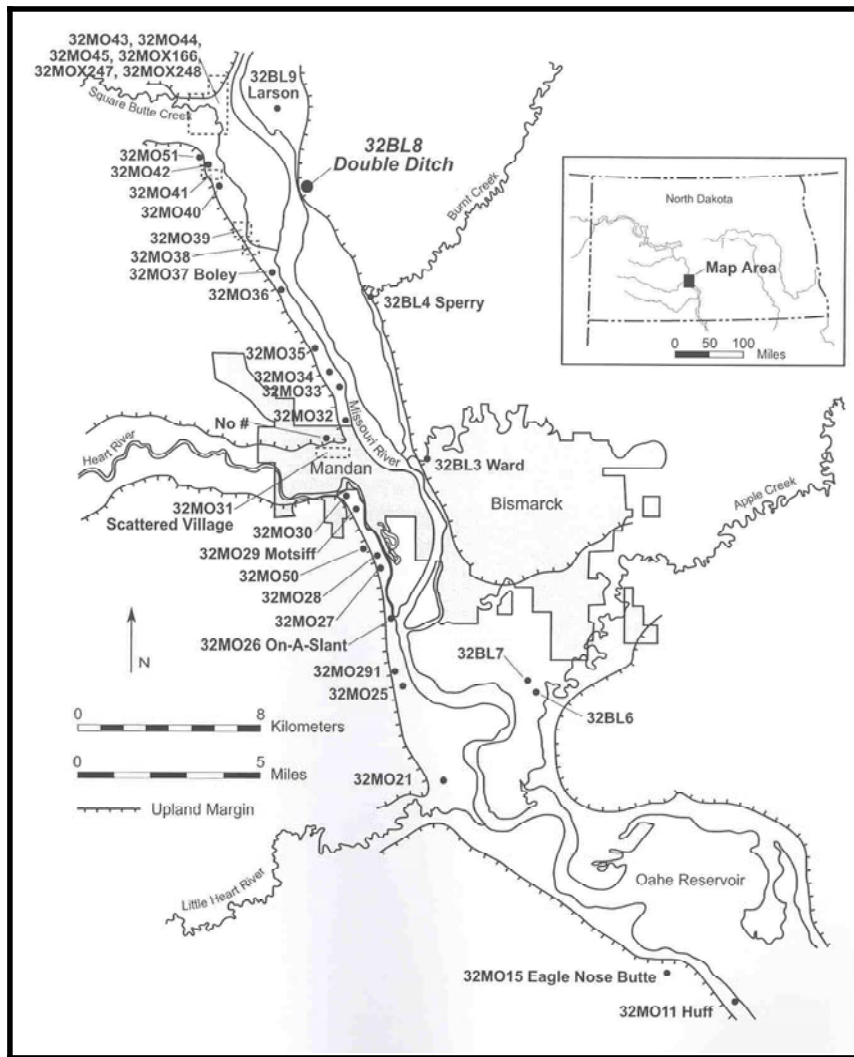 32MO43, 32MO44,
32MO45, 32MOX166
32MOX247, 32MOX248
Square Butte Creek
32BL9
Larson
32BL8
Double Ditch
Burnt Creek
32MO51
32MO42
32MO41
32MO40
32MO39
32MO38
32MO37 Boley
32MO36
North Dakota
Map Area
0 50 100
Miles
32BL4 Sperry
32MO35
32MO34
32MO33
32MO32
No #
Missouri River
Heart River
Mandan
32BL3 Ward
Bismarck
Apple Creek
32MO31
Scattered Village
32MO30
32MO29 Motsiff
32MO50
32MO28
32MO27
32MO26 On-A-Slant
N
32MO291
32MO25
32BL7
32BL6
0 8
Kilometers
0 5
Miles
Upland Margin
32MO21
Little Heart River
Oahe Reservoir
32MO15 Eagle Nose Butte
32MO11 Huff